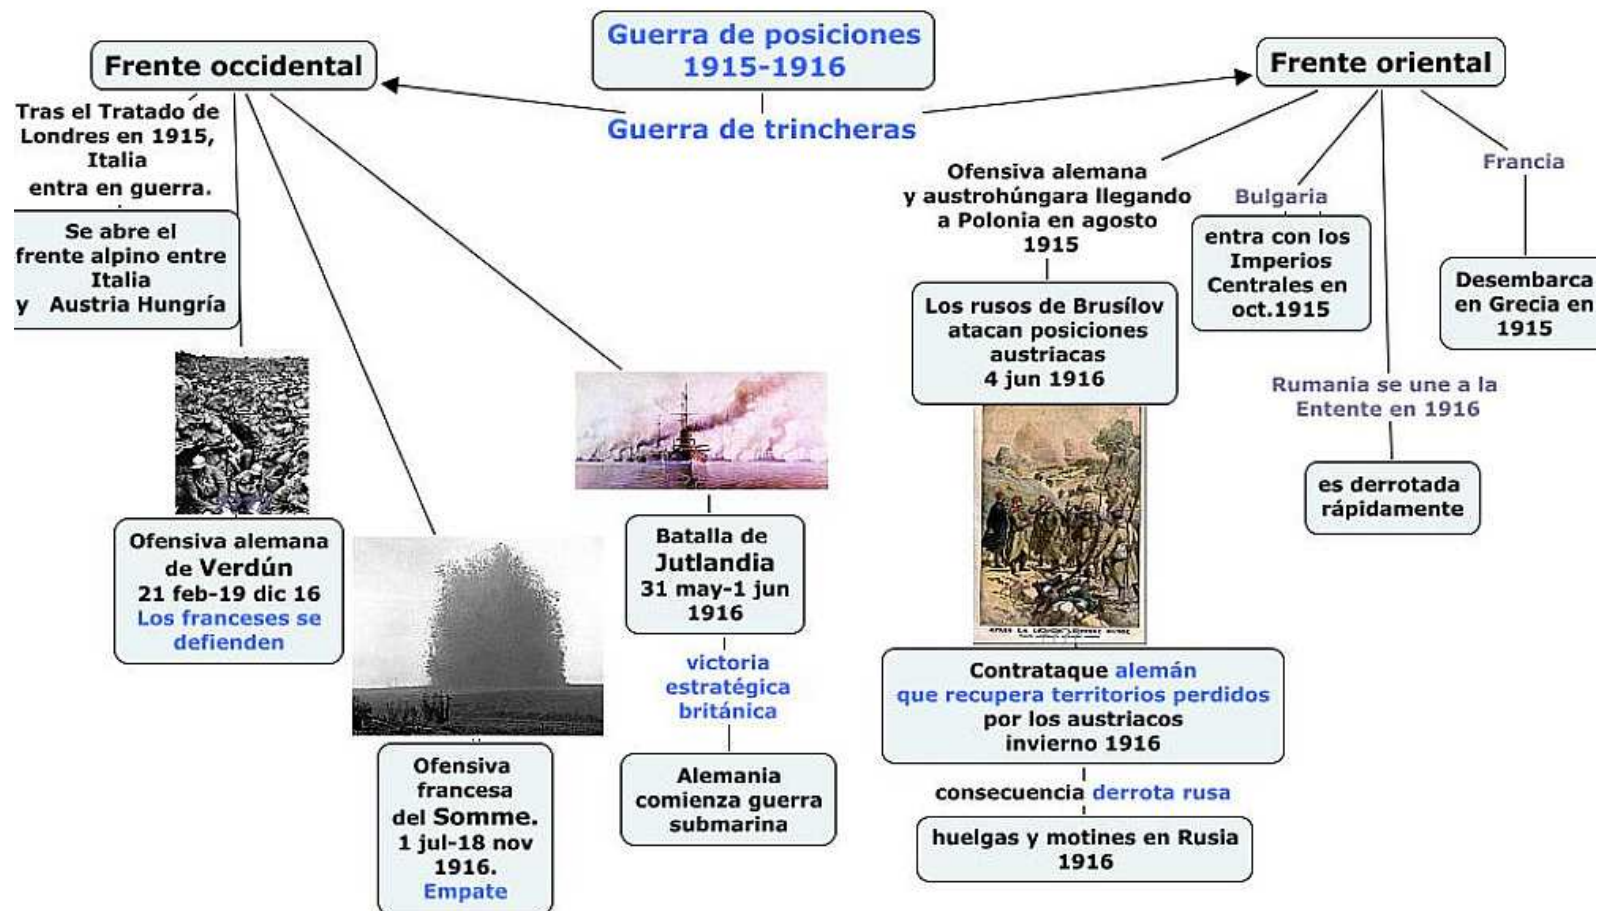 Guerra de posiciones
1915-1916
Guerra de trincheras
Frente occidental
Tras el Tratado de
Londres en 1915,
Italia
entra en guerra.
Se abre el
frente alpino entre
Italia
y Austria Hungría
Ofensiva alemana
de Verdún
21 feb-19 dic 16
Los franceses se
defienden
Ofensiva
francesa
del Somme.
1 jul-18 nov
1916.
Empate
Batalla de
Jutlandia
31 may-1 jun
1916
victoria
estratégica
británica
Alemania
comienza guerra
submarina
Frente oriental
Ofensiva alemana
y austrohúngara llegando
a Polonia en agosto
1915
Los rusos de Brusílov
atacan posiciones
austriacas
4 jun 1916
Contrataque alemán
que recupera territorios perdidos
por los austriacos
invierno 1916
consecuencia derrota rusa
huelgas y motines en Rusia
1916
Bulgaria
entra con los
Imperios
Centrales en
oct.1915
Rumania se une a la
Entente en 1916
es derrotada
rápidamente
Francia
Desembarca
en Grecia en
1915